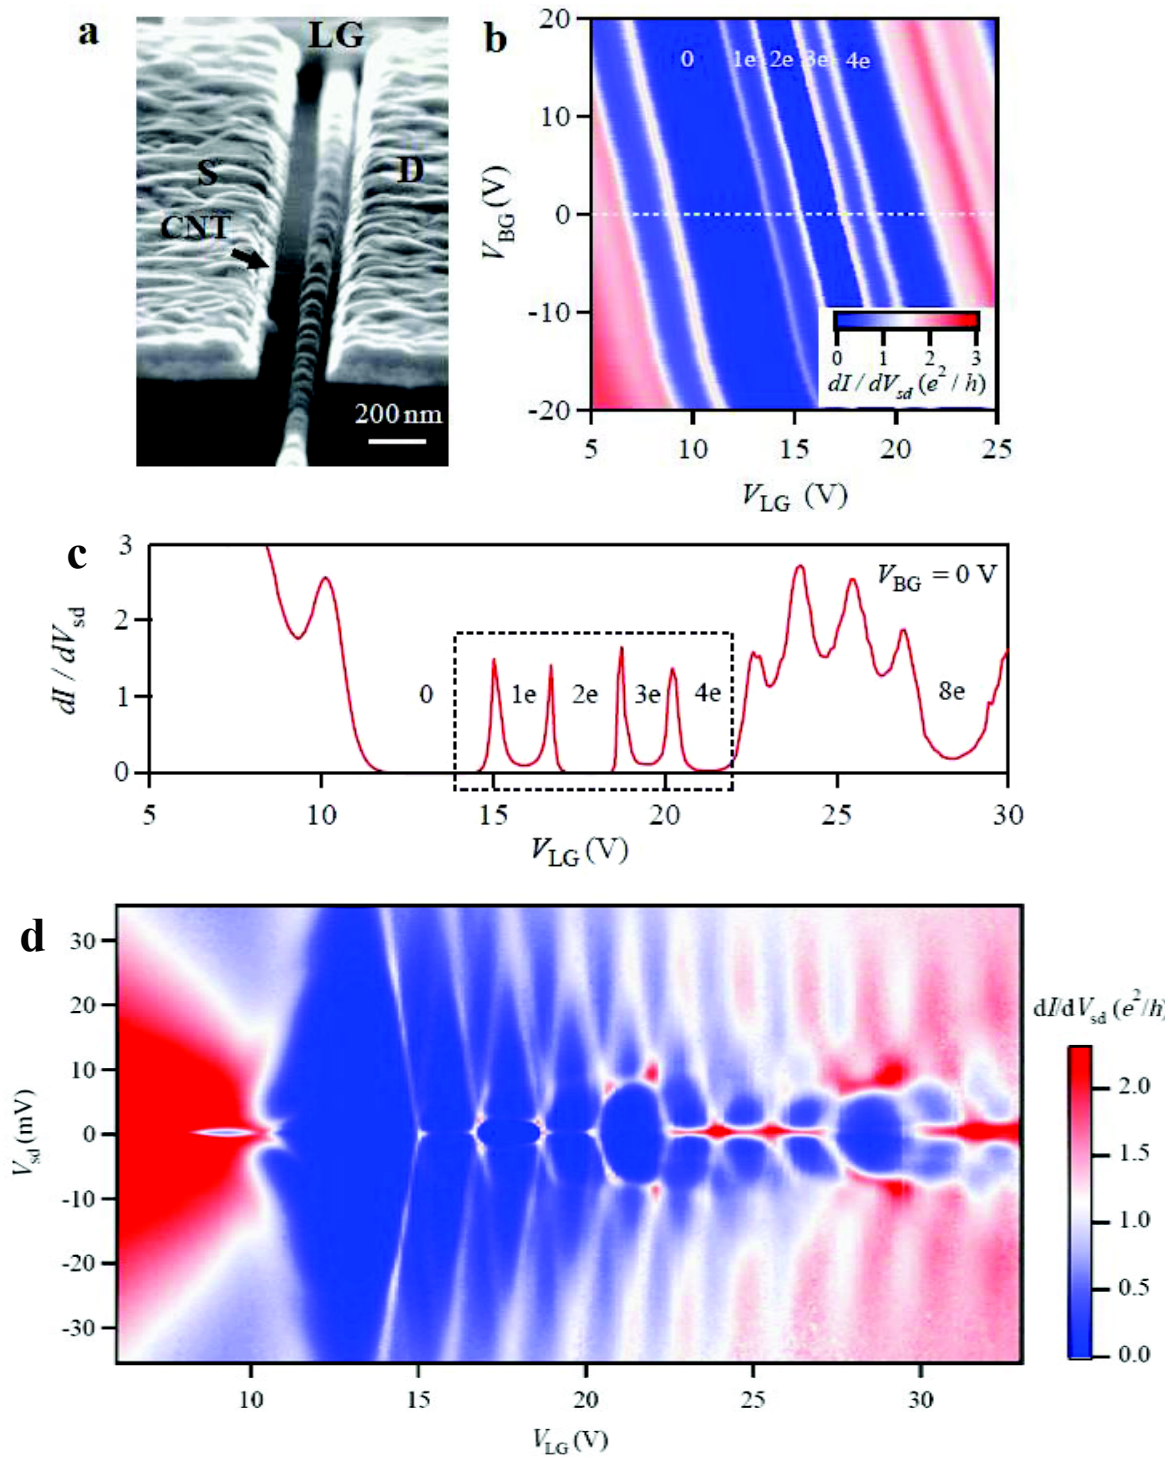 a
LG
S
D
CNT
200 nm
b
20
10
0
-10
-20
V_BG (V)
0 1e 2e 3e 4e
0 1 2 3
dI / dV_sd (e² / h)
5 10 15 20 25
V_LG (V)
c
3
2
1
0
dI / dV_sd
V_BG = 0 V
0 1e 2e 3e 4e 8e
5 10 15 20 25 30
V_LG (V)
d
30
20
10
0
-10
-20
-30
V_sd (mV)
10 15 20 25 30
V_LG (V)
dI/dV_sd (e²/h)
2.0
1.5
1.0
0.5
0.0